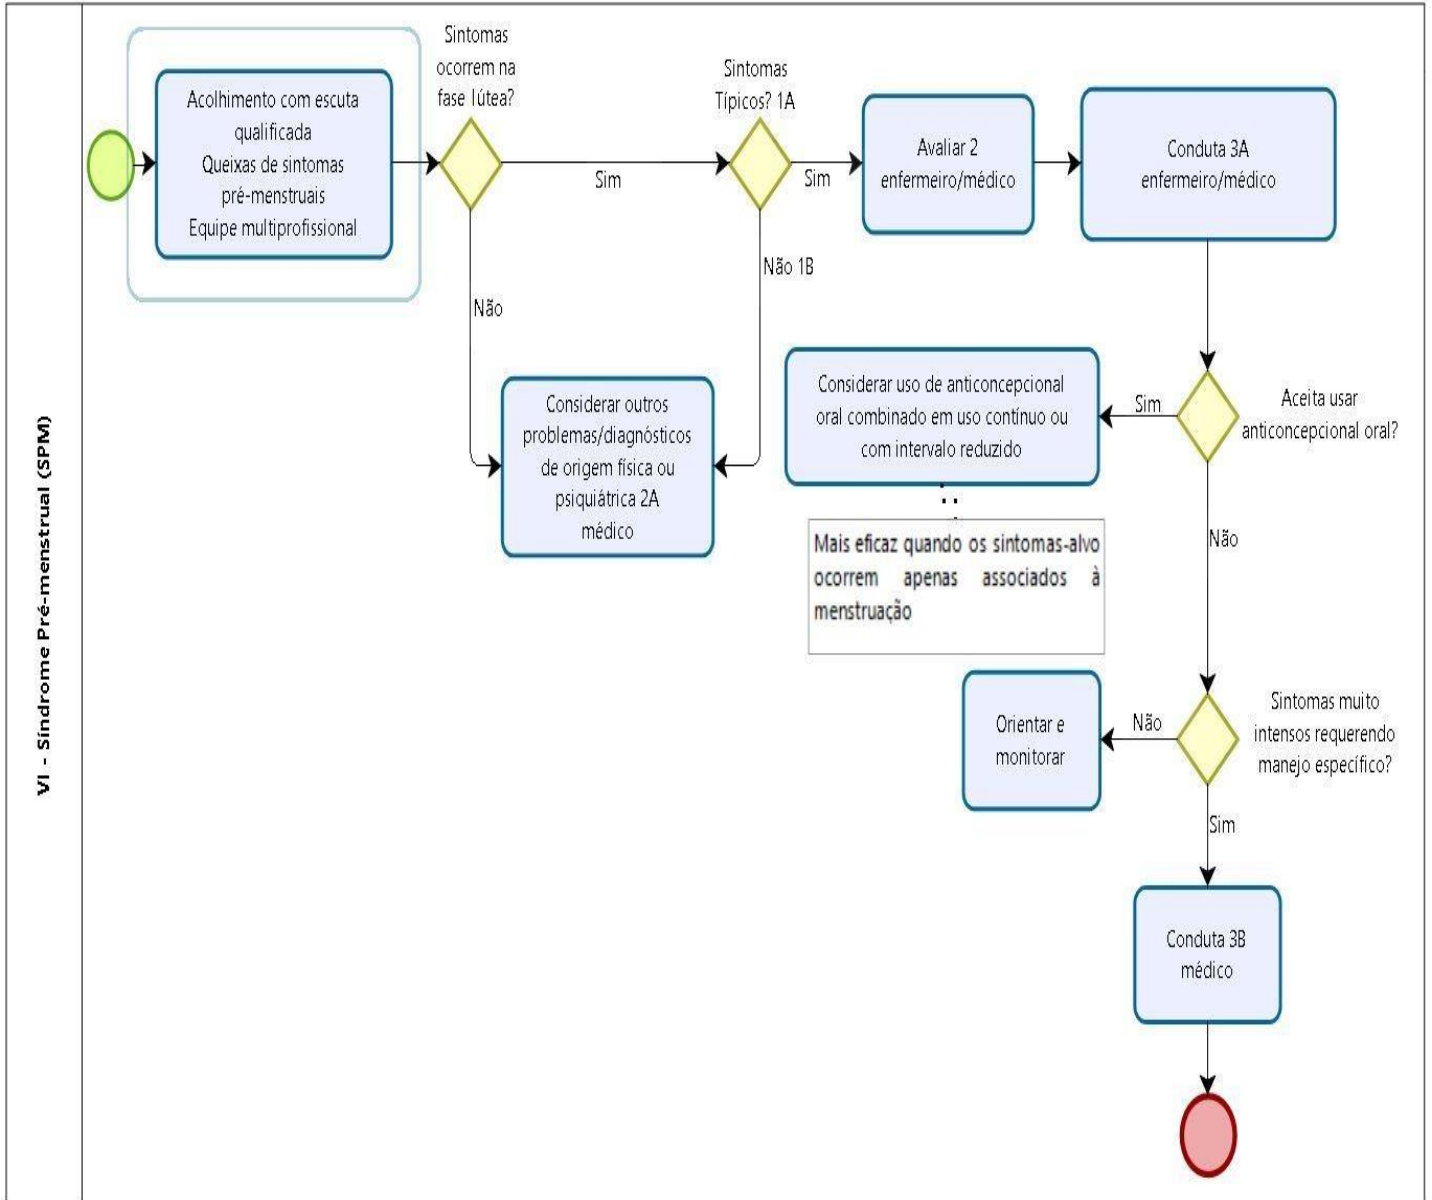 VI - Síndrome Pré-menstrual (SPM)
Acolhimento com escuta
qualificada
Queixas de sintomas
pré-menstruais
Equipe multiprofissional
Sintomas
ocorrem na
fase lútea?
Sim
Não
Sintomas
Típicos? 1A
Sim
Não 1B
Avaliar 2
enfermeiro/médico
Conduta 3A
enfermeiro/médico
Considerar outros
problemas/diagnósticos
de origem física ou
psiquiátrica 2A
médico
Aceita usar
anticoncepcional oral?
Sim
Considerar uso de anticoncepcional
oral combinado em uso contínuo ou
com intervalo reduzido
Mais eficaz quando os sintomas-alvo
ocorrem apenas associados à
menstruação
Não
Sintomas muito
intensos requerendo
manejo específico?
Não
Orientar e
monitorar
Sim
Conduta 3B
médico